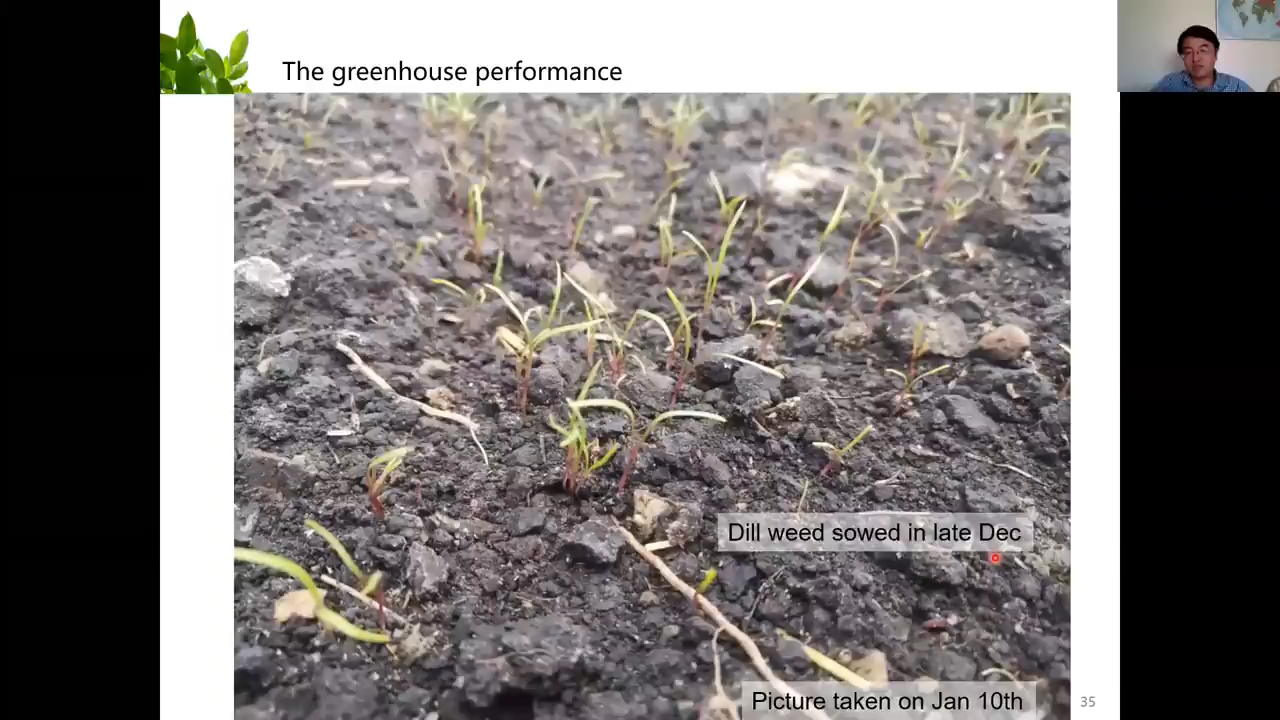 The greenhouse performance
Dill weed sowed in late Dec
Picture taken on Jan 10th
35